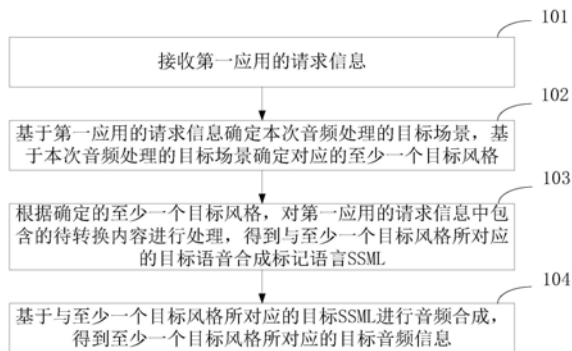 101
接收第一应用的请求信息
102
基于第一应用的请求信息确定本次音频处理的目标场景，基
于本次音频处理的目标场景确定对应的至少一个目标风格
103
根据确定的至少一个目标风格，对第一应用的请求信息中包
含的待转换内容进行处理，得到与至少一个目标风格所对应
的目标语音合成标记语言SSML
104
基于与至少一个目标风格所对应的目标SSML进行音频合成，
得到至少一个目标风格所对应的目标音频信息